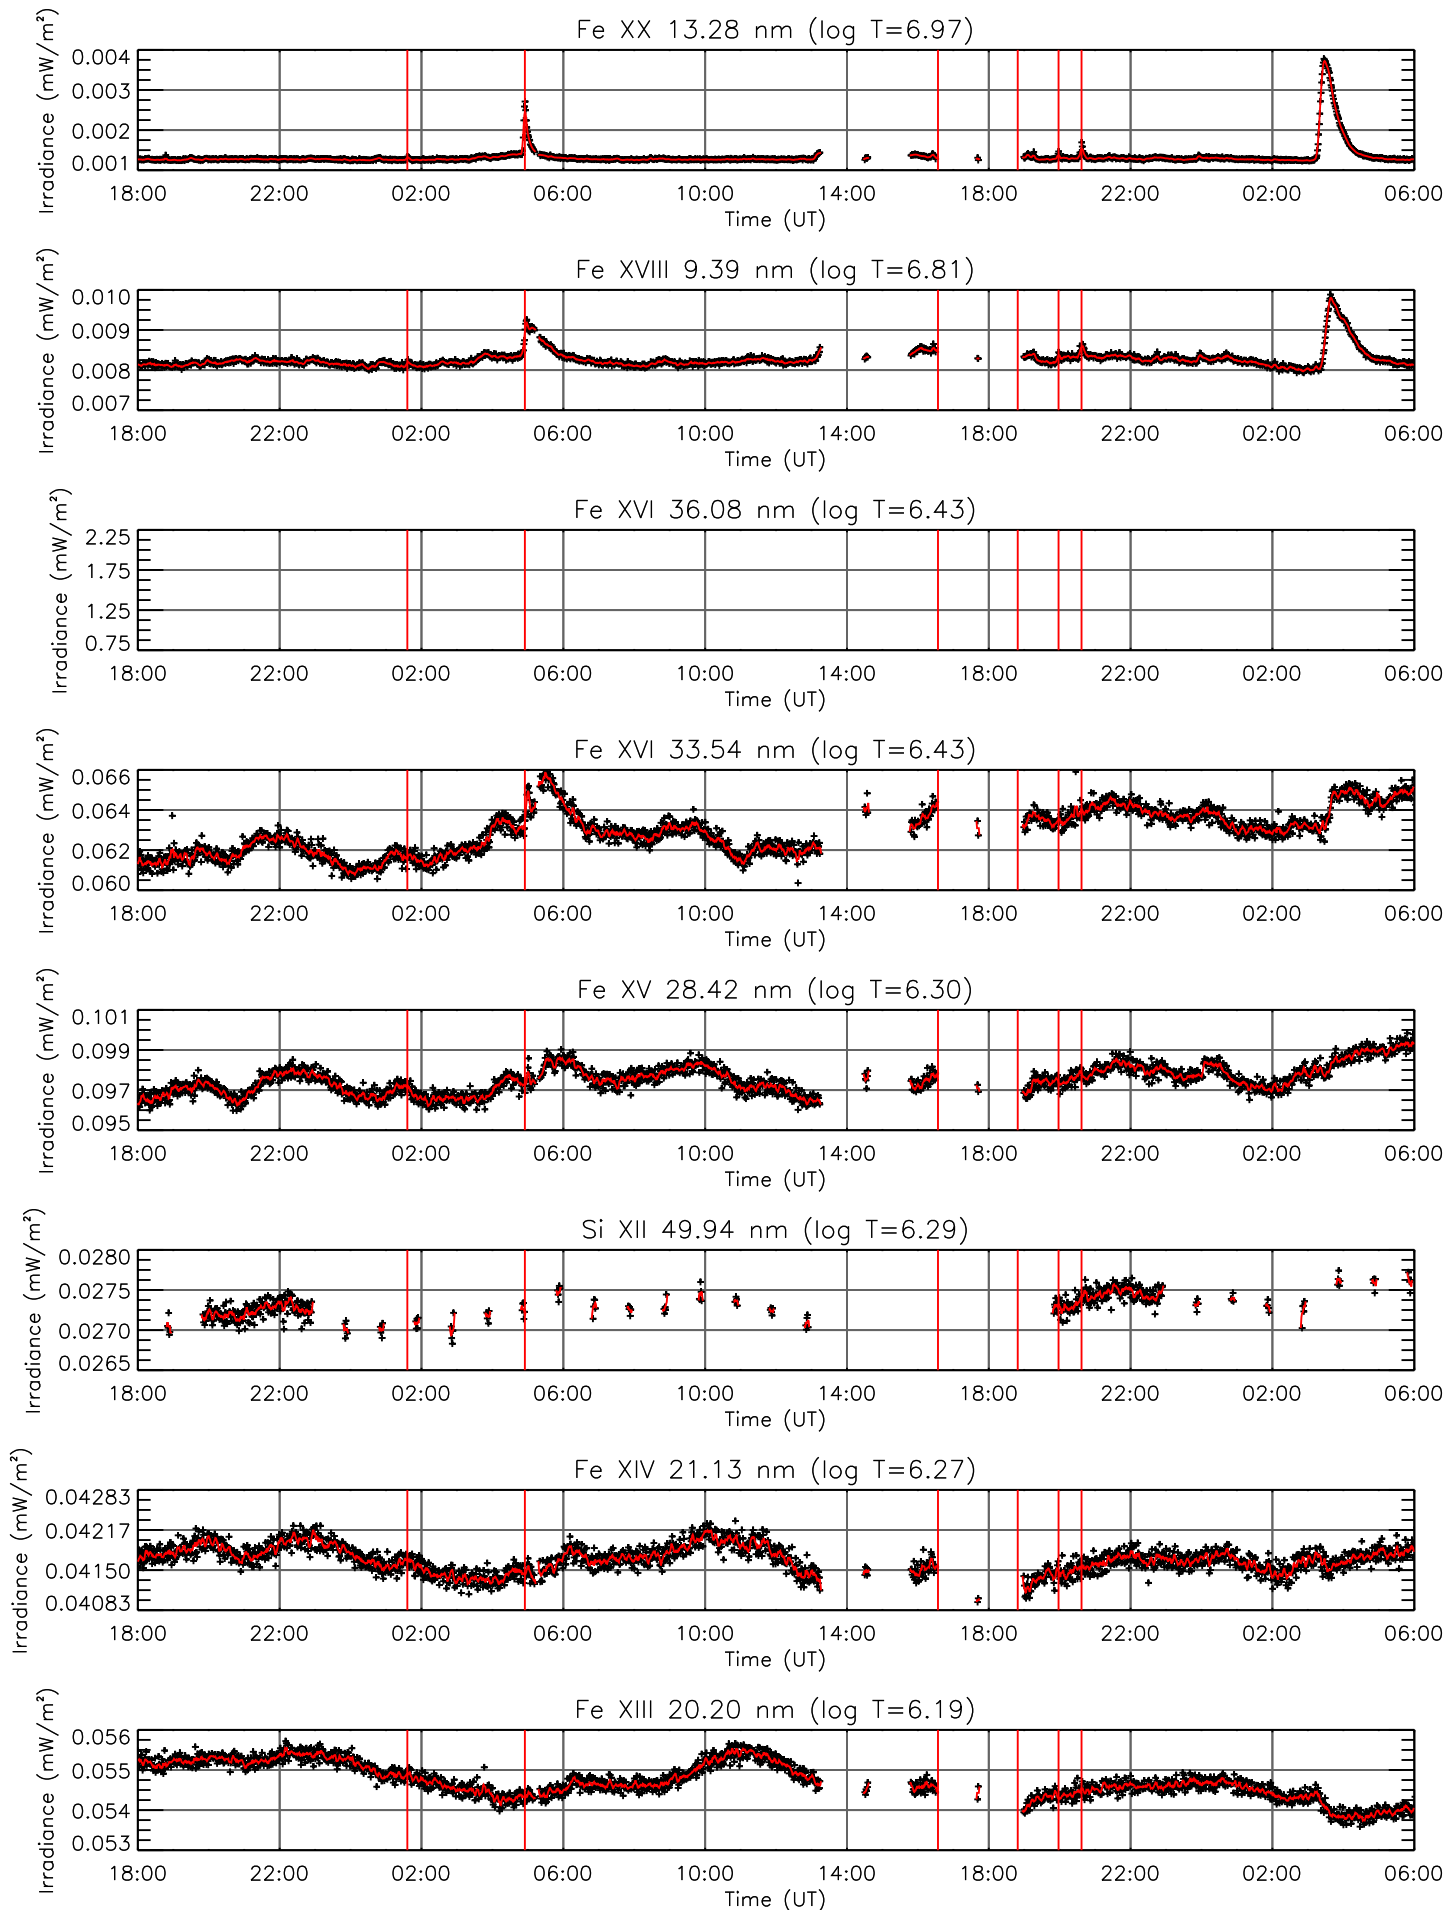 Fe XX 13.28 nm (log T=6.97)
Irradiance (mW/m²)
0.004
0.003
0.002
0.001
18:00 22:00 02:00 06:00 10:00 14:00 18:00 22:00 02:00 06:00
Time (UT)
Fe XVIII 9.39 nm (log T=6.81)
Irradiance (mW/m²)
0.010
0.009
0.008
0.007
18:00 22:00 02:00 06:00 10:00 14:00 18:00 22:00 02:00 06:00
Time (UT)
Fe XVI 36.08 nm (log T=6.43)
Irradiance (mW/m²)
2.25
1.75
1.25
0.75
18:00 22:00 02:00 06:00 10:00 14:00 18:00 22:00 02:00 06:00
Time (UT)
Fe XVI 33.54 nm (log T=6.43)
Irradiance (mW/m²)
0.066
0.064
0.062
0.060
18:00 22:00 02:00 06:00 10:00 14:00 18:00 22:00 02:00 06:00
Time (UT)
Fe XV 28.42 nm (log T=6.30)
Irradiance (mW/m²)
0.101
0.099
0.097
0.095
18:00 22:00 02:00 06:00 10:00 14:00 18:00 22:00 02:00 06:00
Time (UT)
Si XII 49.94 nm (log T=6.29)
Irradiance (mW/m²)
0.0280
0.0275
0.0270
0.0265
18:00 22:00 02:00 06:00 10:00 14:00 18:00 22:00 02:00 06:00
Time (UT)
Fe XIV 21.13 nm (log T=6.27)
Irradiance (mW/m²)
0.04283
0.04217
0.04150
0.04083
18:00 22:00 02:00 06:00 10:00 14:00 18:00 22:00 02:00 06:00
Time (UT)
Fe XIII 20.20 nm (log T=6.19)
Irradiance (mW/m²)
0.056
0.055
0.054
0.053
18:00 22:00 02:00 06:00 10:00 14:00 18:00 22:00 02:00 06:00
Time (UT)